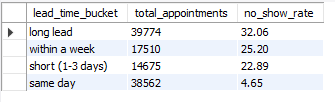 lead_time_bucket total_appointments no_show_rate
long lead 39774 32.06
within a week 17510 25.20
short (1-3 days) 14675 22.89
same day 38562 4.65